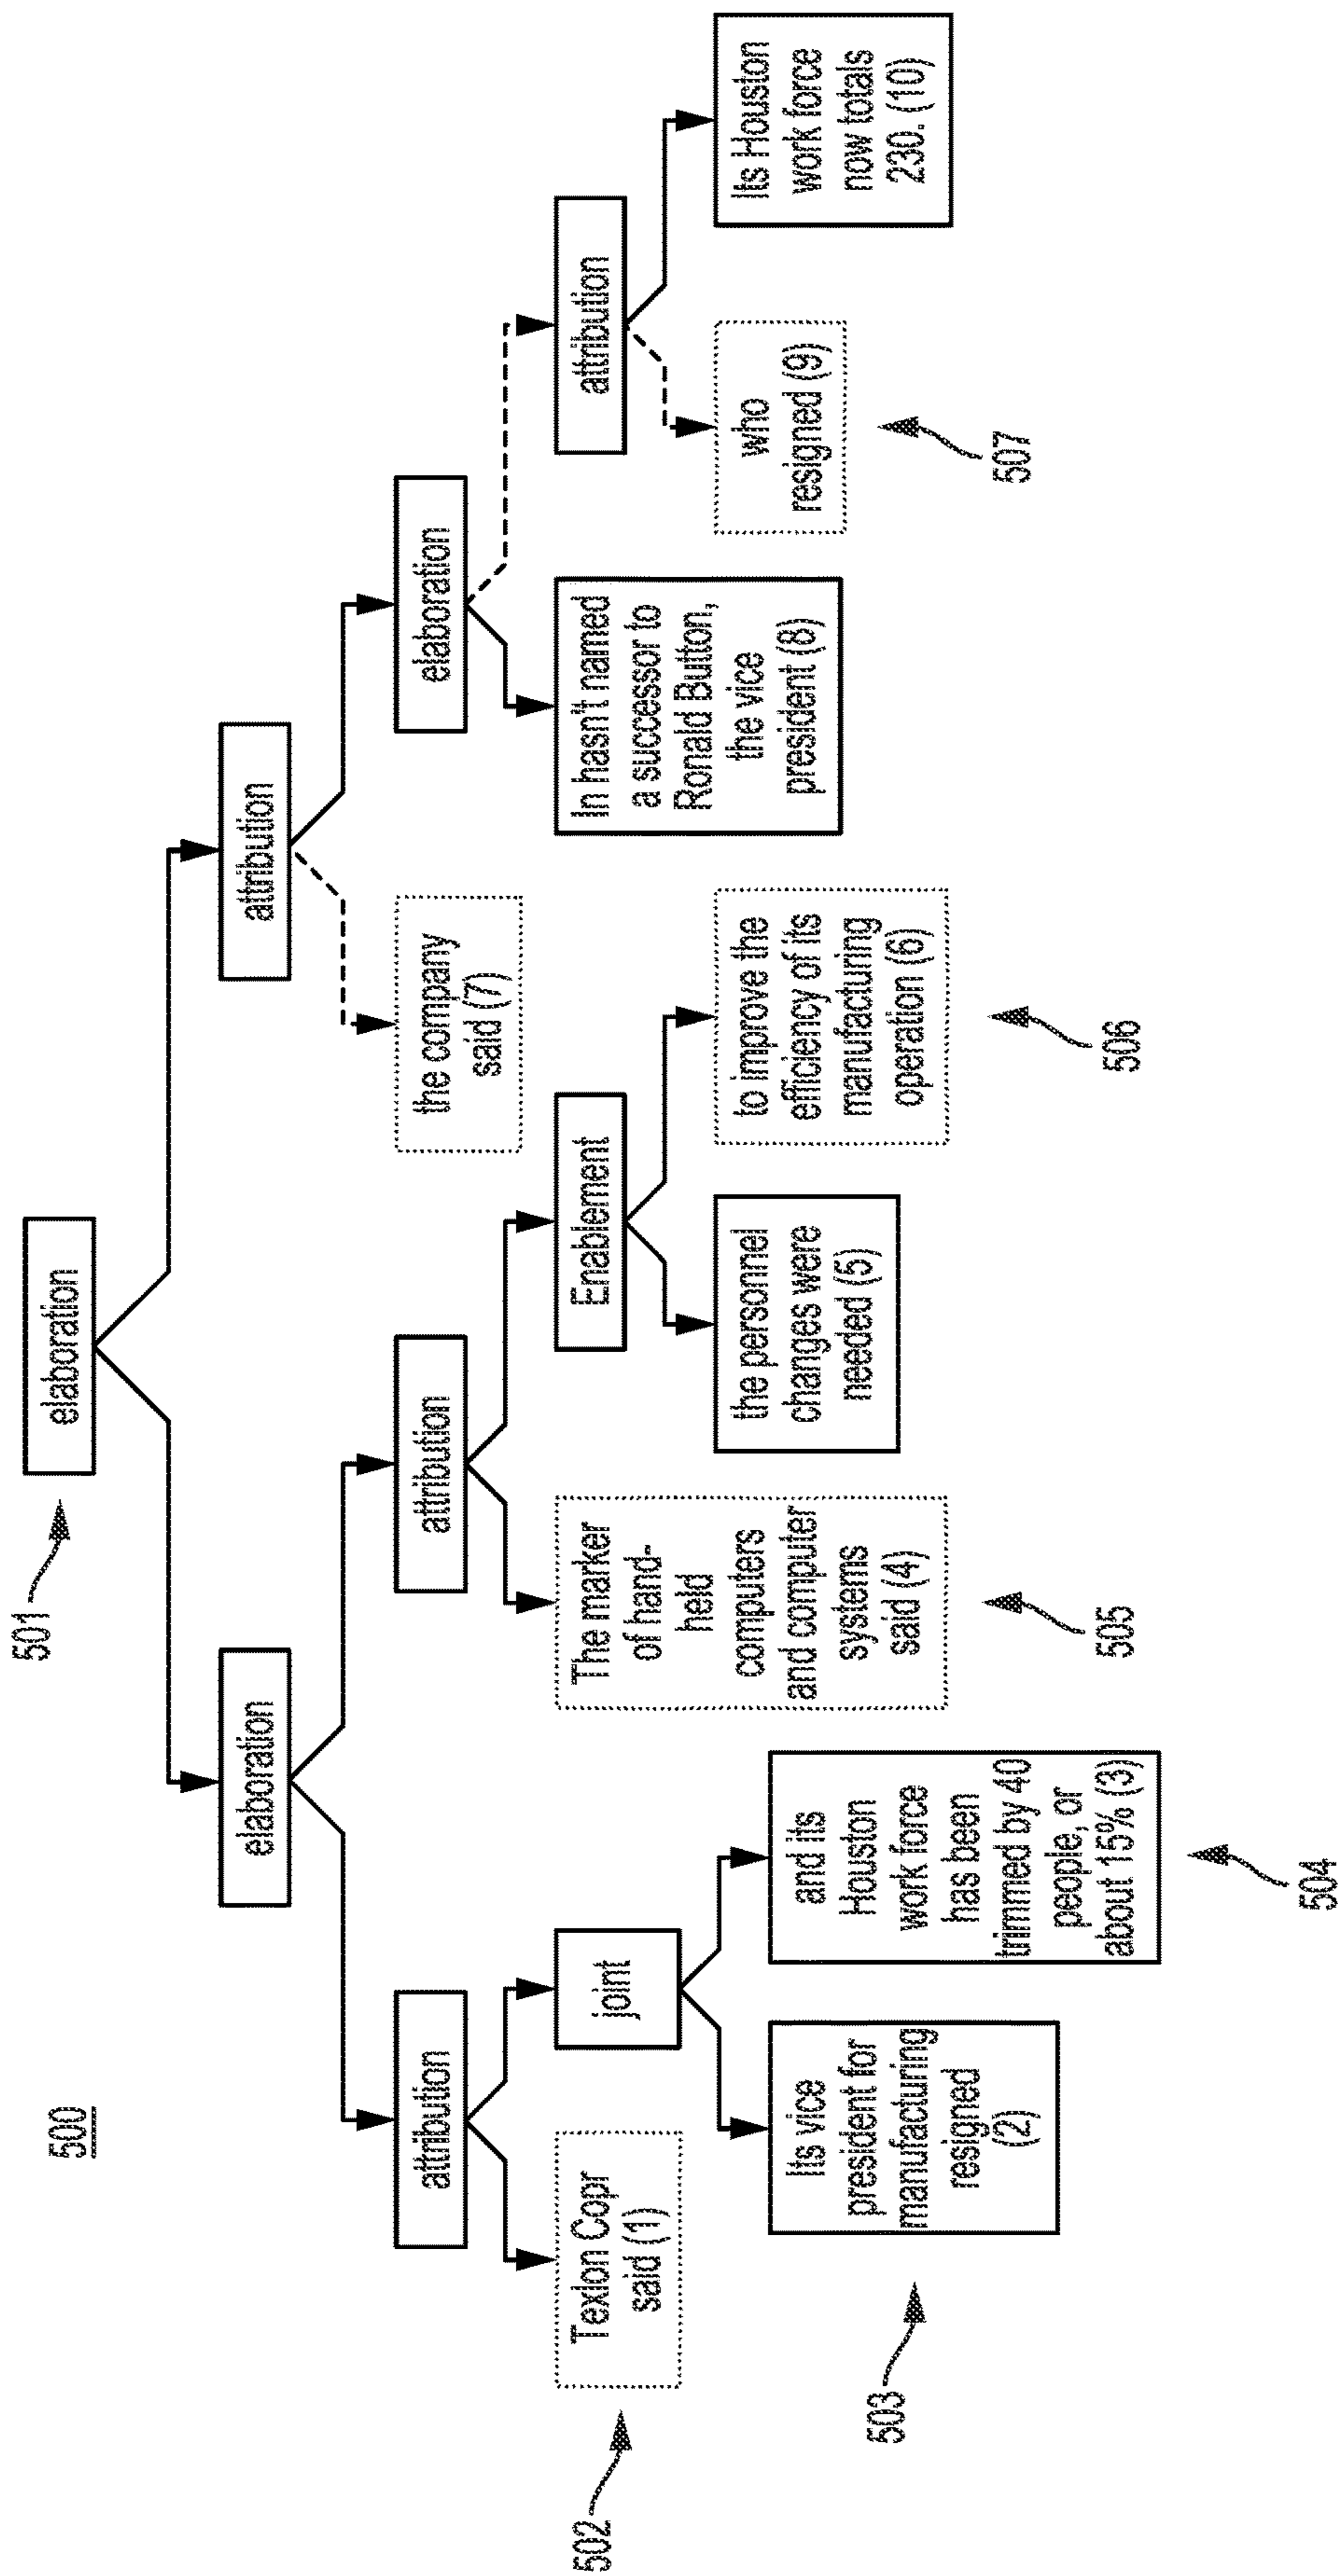 500
501
elaboration
elaboration
attribution
attribution
attribution
the company
said (7)
elaboration
502
Texlon Copr
said (1)
joint
The marker
of hand-
held
computers
and computer
systems
said (4)
505
Enablement
In hasn't named
a successor to
Ronald Button,
the vice
president (8)
attribution
503
Its vice
president for
manufacturing
resigned
(2)
and its
Houston
work force
has been
trimmed by 40
people, or
about 15% (3)
504
the personnel
changes were
needed (5)
to improve the
efficiency of its
manufacturing
operation (6)
506
who
resigned (9)
507
Its Houston
work force
now totals
230. (10)